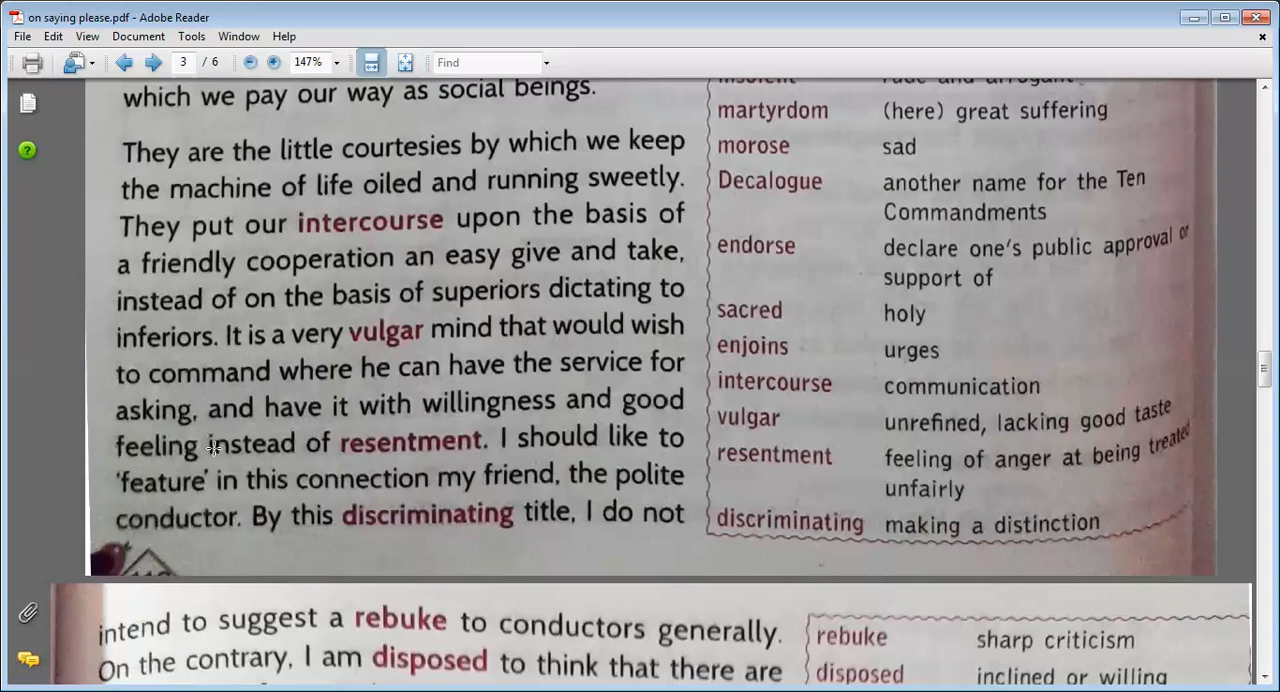 on saying please.pdf - Adobe Reader
File Edit View Document Tools Window Help
3 / 6 147% Find
which we pay our way as social beings.
They are the little courtesies by which we keep
the machine of life oiled and running sweetly.
They put our intercourse upon the basis of
a friendly cooperation an easy give and take,
instead of on the basis of superiors dictating to
inferiors. It is a very vulgar mind that would wish
to command where he can have the service for
asking, and have it with willingness and good
feeling instead of resentment. I should like to
'feature' in this connection my friend, the polite
conductor. By this discriminating title, I do not
insolent rude and arrogant
martyrdom (here) great suffering
morose sad
Decalogue another name for the Ten
Commandments
endorse declare one's public approval or
support of
sacred holy
enjoins urges
intercourse communication
vulgar unrefined, lacking good taste
resentment feeling of anger at being treated
unfairly
discriminating making a distinction
intend to suggest a rebuke to conductors generally.
On the contrary, I am disposed to think that there are
rebuke sharp criticism
disposed inclined or willing